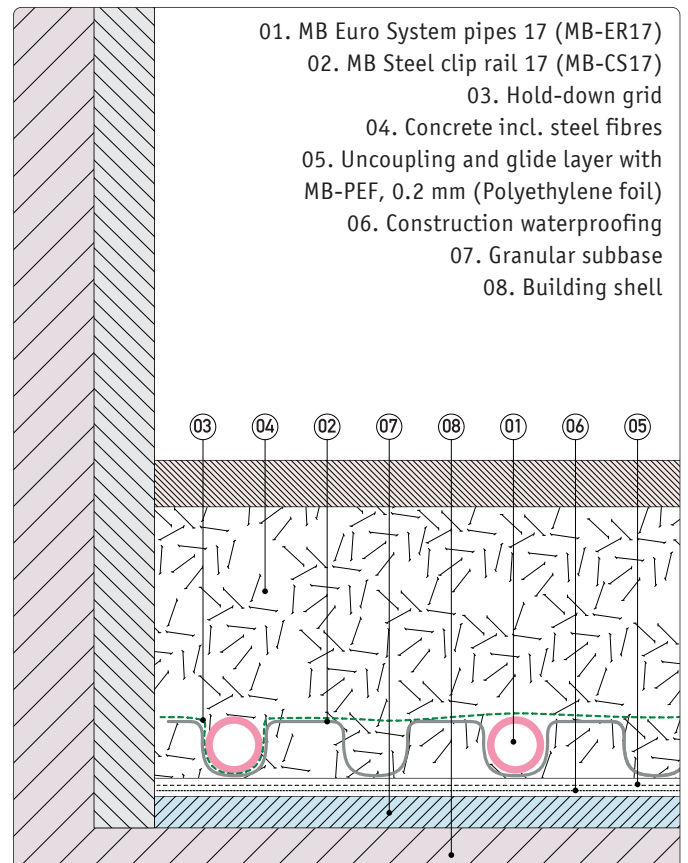 01. MB Euro System pipes 17 (MB-ER17)
02. MB Steel clip rail 17 (MB-CS17)
03. Hold-down grid
04. Concrete incl. steel fibres
05. Uncoupling and glide layer with
MB-PEF, 0.2 mm (Polyethylene foil)
06. Construction waterproofing
07. Granular subbase
08. Building shell
03 04 02 07 08 01 06 05